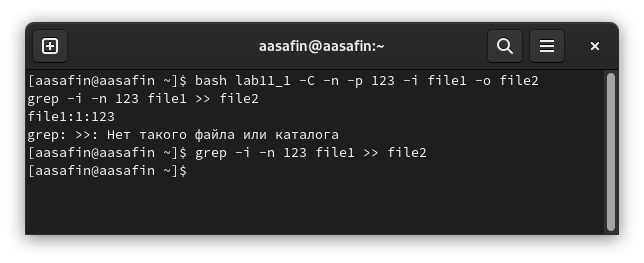 aasafin@aasafin:~
[aasafin@aasafin ~]$ bash lab11_1 -C -n -p 123 -i file1 -o file2
grep -i -n 123 file1 >> file2
file1:1:123
grep: >>: Нет такого файла или каталога
[aasafin@aasafin ~]$ grep -i -n 123 file1 >> file2
[aasafin@aasafin ~]$